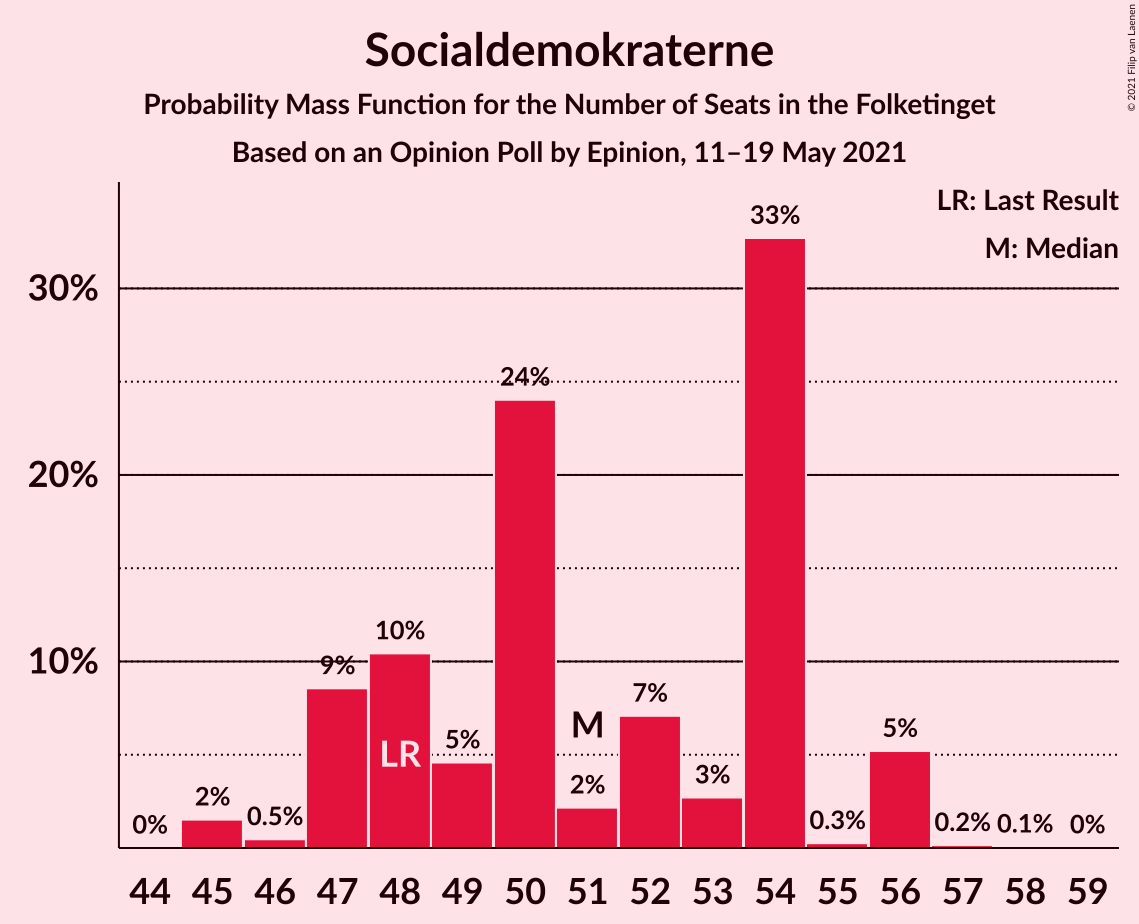 Socialdemokraterne
Probability Mass Function for the Number of Seats in the Folketinget
Based on an Opinion Poll by Epinion, 11–19 May 2021
© 2021 Filip van Laenen
LR: Last Result
M: Median
30%
20%
10%
0%
2%
0.5%
9%
10%
LR
5%
24%
M
2%
7%
3%
33%
0.3%
5%
0.2%
0.1%
0%
44 45 46 47 48 49 50 51 52 53 54 55 56 57 58 59